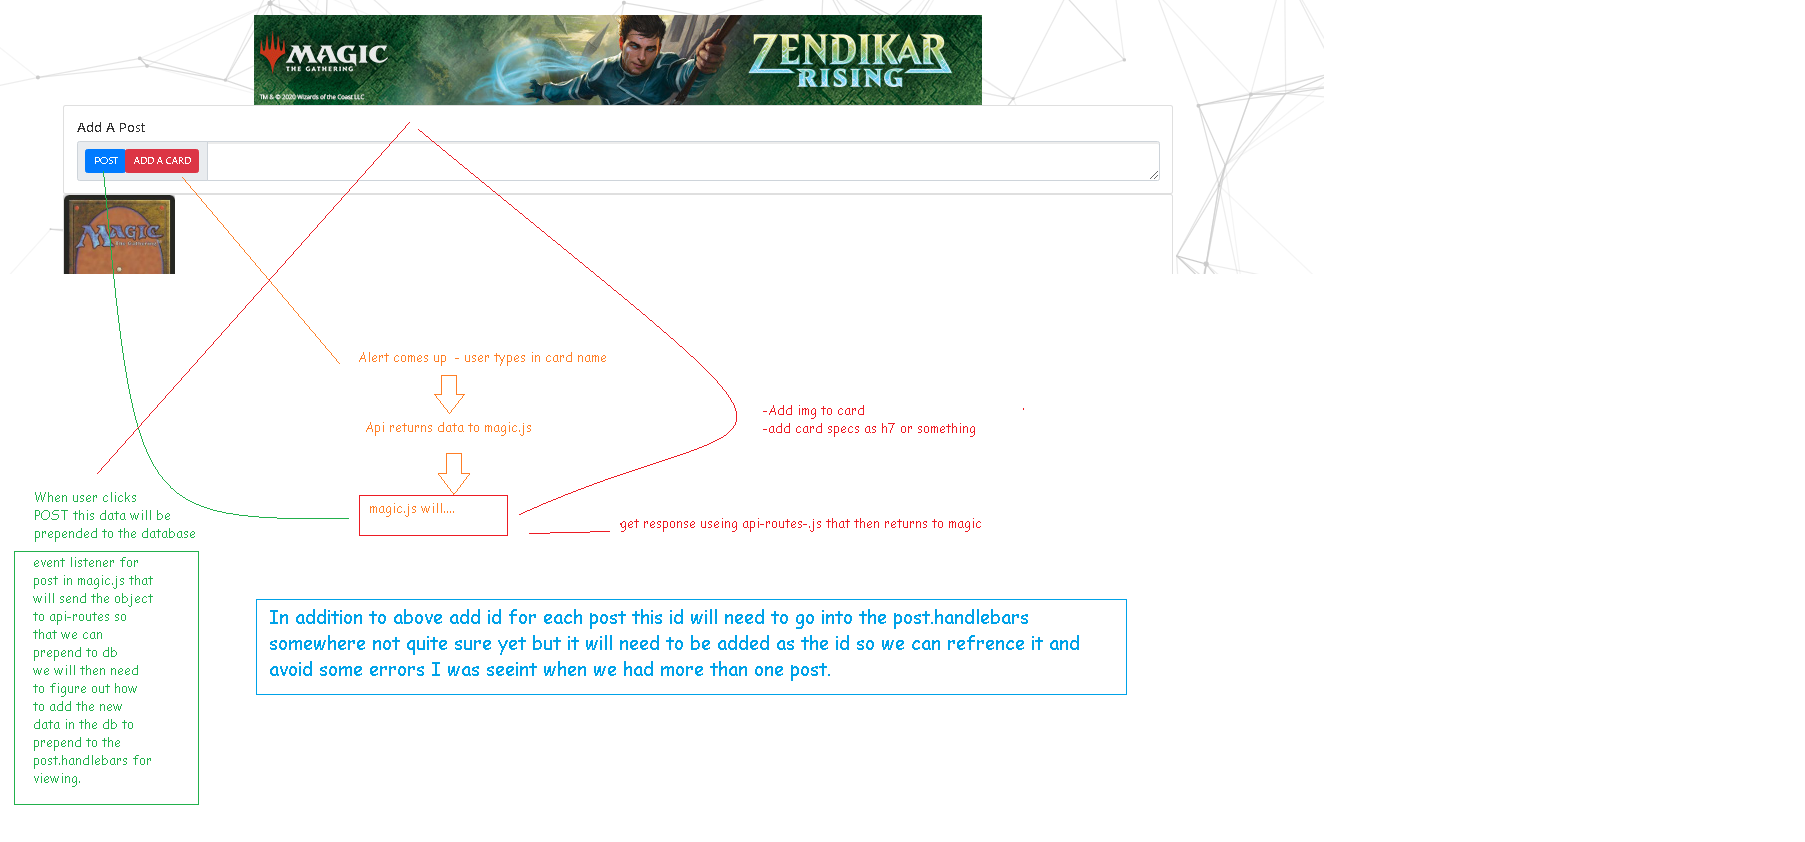 MAGIC
THE GATHERING
ZENDIKAR
RISING
TM & © 2020 Wizards of the Coast LLC
Add A Post
POST
ADD A CARD
MAGIC
The Gathering
Alert comes up - user types in card name
Api returns data to magic.js
-Add img to card
-add card specs as h7 or something
magic.js will....
get response useing api-routes-.js that then returns to magic
When user clicks
POST this data will be
prepended to the database
event listener for
post in magic.js that
will send the object
to api-routes so
that we can
prepend to db
we will then need
to figure out how
to add the new
data in the db to
prepend to the
post.handlebars for
viewing.
In addition to above add id for each post this id will need to go into the post.handlebars
somewhere not quite sure yet but it will need to be added as the id so we can refrence it and
avoid some errors I was seeint when we had more than one post.